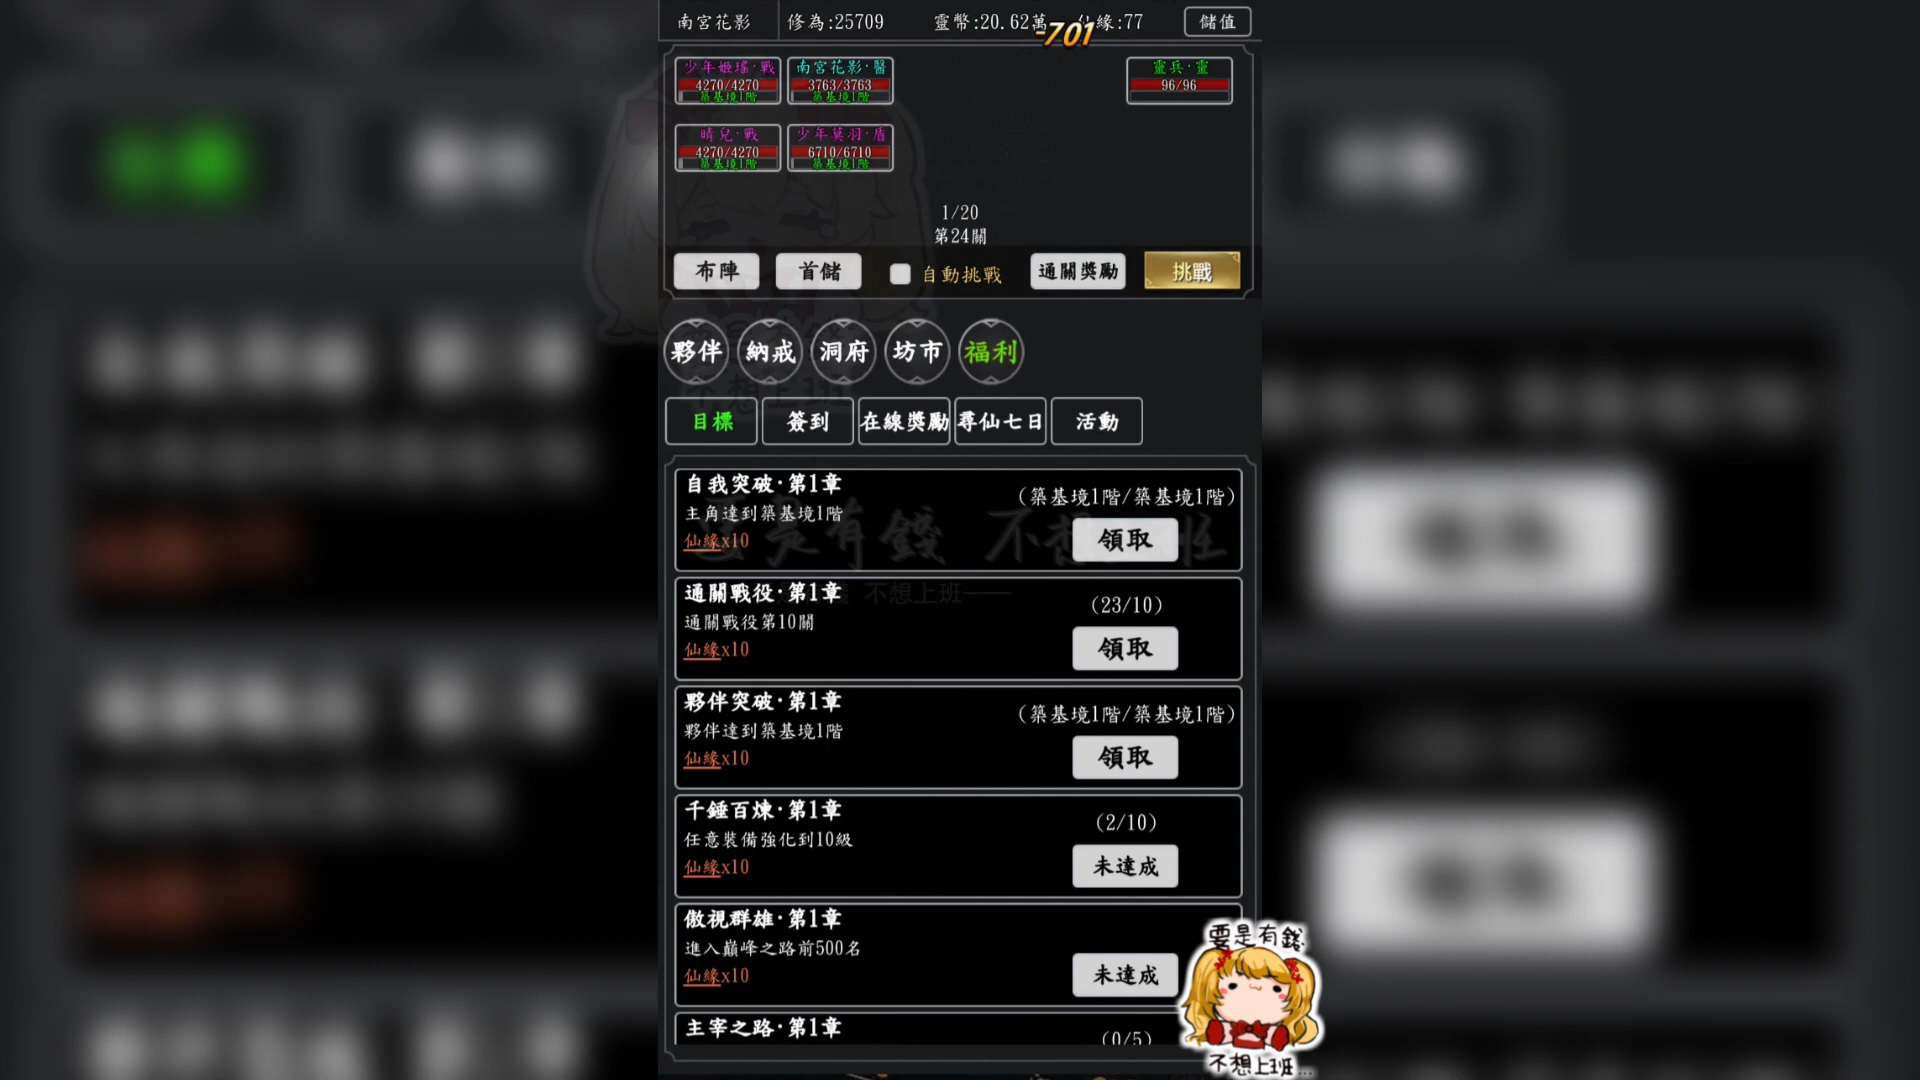 南宮花影 修為:25709 靈幣:20.62萬 仙緣:77 儲值
-701
少年姬瑤·戰 南宮花影·醫 靈兵·靈
4270/4270 3763/3763 96/96
築基境1階 築基境1階
晴兒·戰 少年莫羽·盾
4270/4270 6710/6710
築基境1階 築基境1階
1/20
第24關
布陣 首儲 自動挑戰 通關獎勵 挑戰
夥伴 納戒 洞府 坊市 福利
目標 簽到 在線獎勵 尋仙七日 活動
自我突破·第1章
(築基境1階/築基境1階)
主角達到築基境1階
仙緣x10
領取
通關戰役·第1章
(23/10)
通關戰役第10關
仙緣x10
領取
夥伴突破·第1章
(築基境1階/築基境1階)
夥伴達到築基境1階
仙緣x10
領取
千錘百煉·第1章
(2/10)
任意裝備強化到10級
仙緣x10
未達成
傲視群雄·第1章
進入巔峰之路前500名
仙緣x10
未達成
主宰之路·第1章
(0/5)
要是有錢
不想上班...